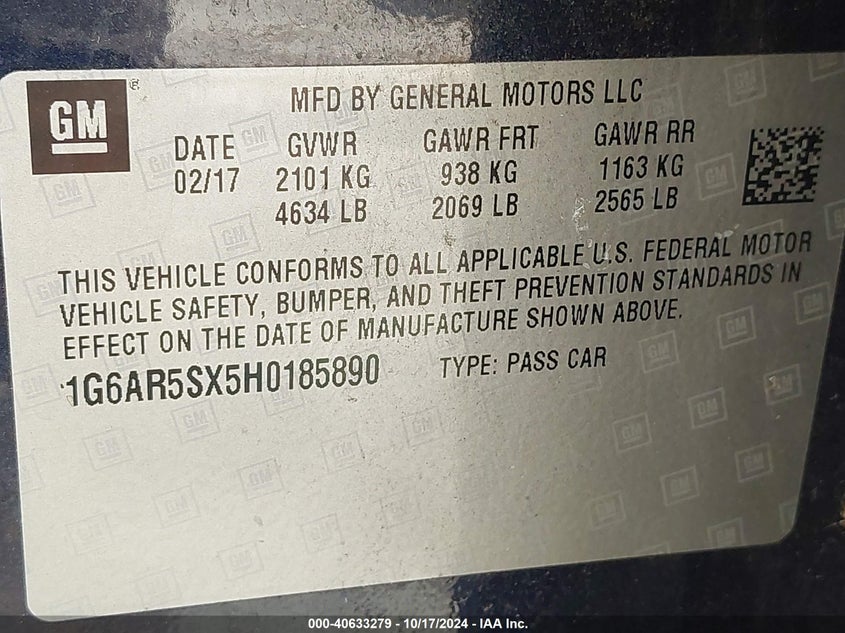 GM
MFD BY GENERAL MOTORS LLC
DATE GVWR GAWR FRT GAWR RR
02/17 2101 KG 938 KG 1163 KG
4634 LB 2069 LB 2565 LB
THIS VEHICLE CONFORMS TO ALL APPLICABLE U.S. FEDERAL MOTOR
VEHICLE SAFETY, BUMPER, AND THEFT PREVENTION STANDARDS IN
EFFECT ON THE DATE OF MANUFACTURE SHOWN ABOVE.
1G6AR5SX5H0185890 TYPE: PASS CAR
000-40633279 - 10/17/2024 - IAA Inc.